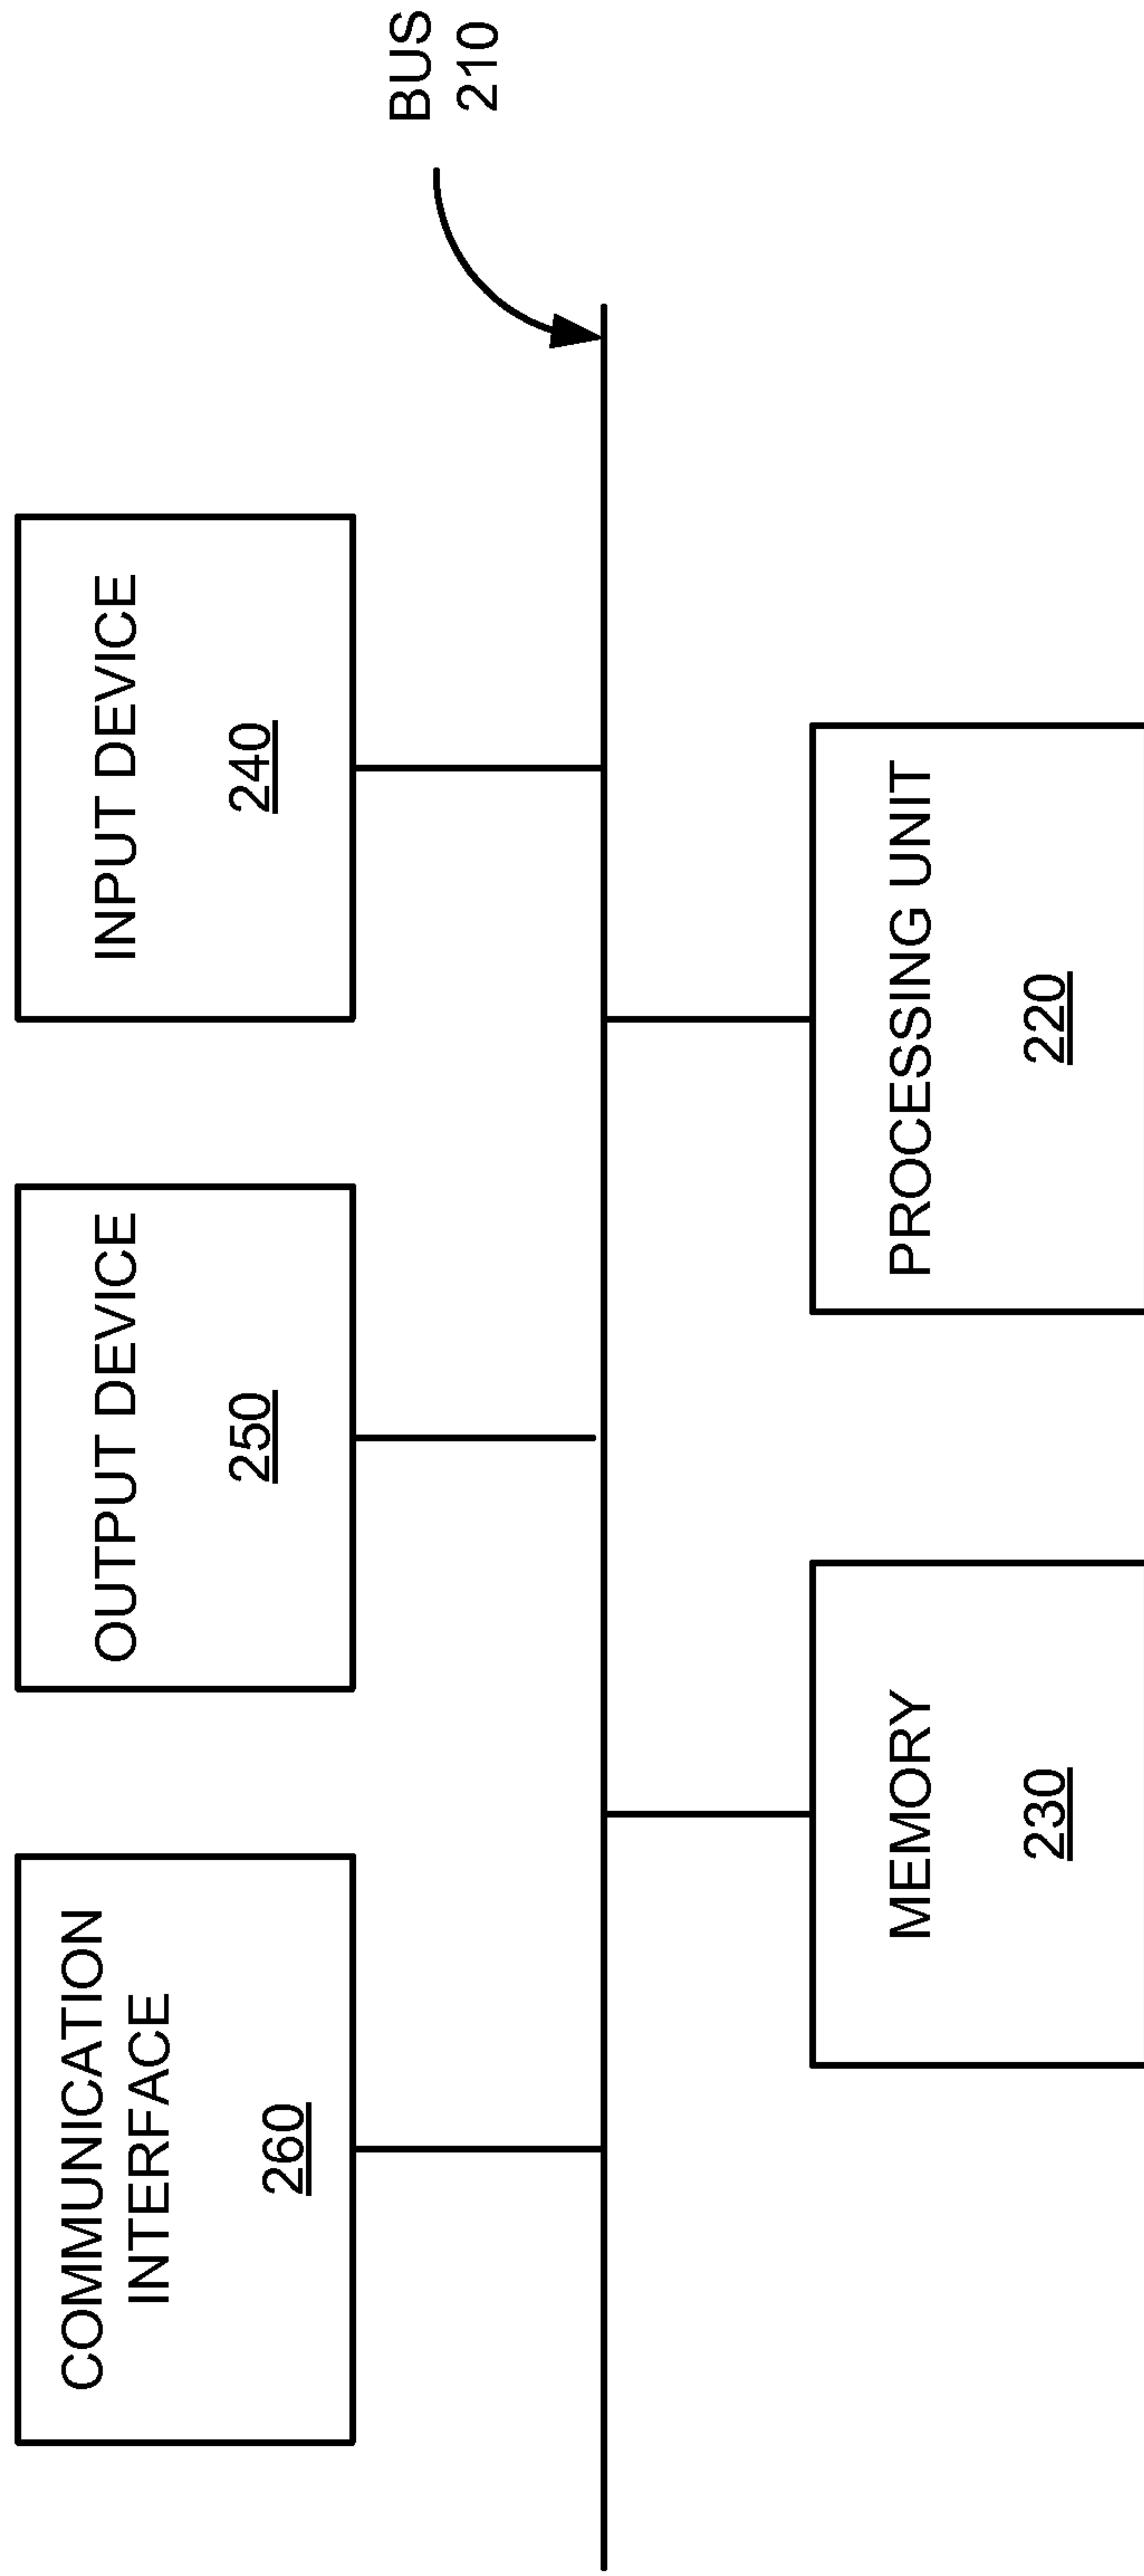 COMMUNICATION
INTERFACE
260
OUTPUT DEVICE
250
INPUT DEVICE
240
BUS
210
MEMORY
230
PROCESSING UNIT
220